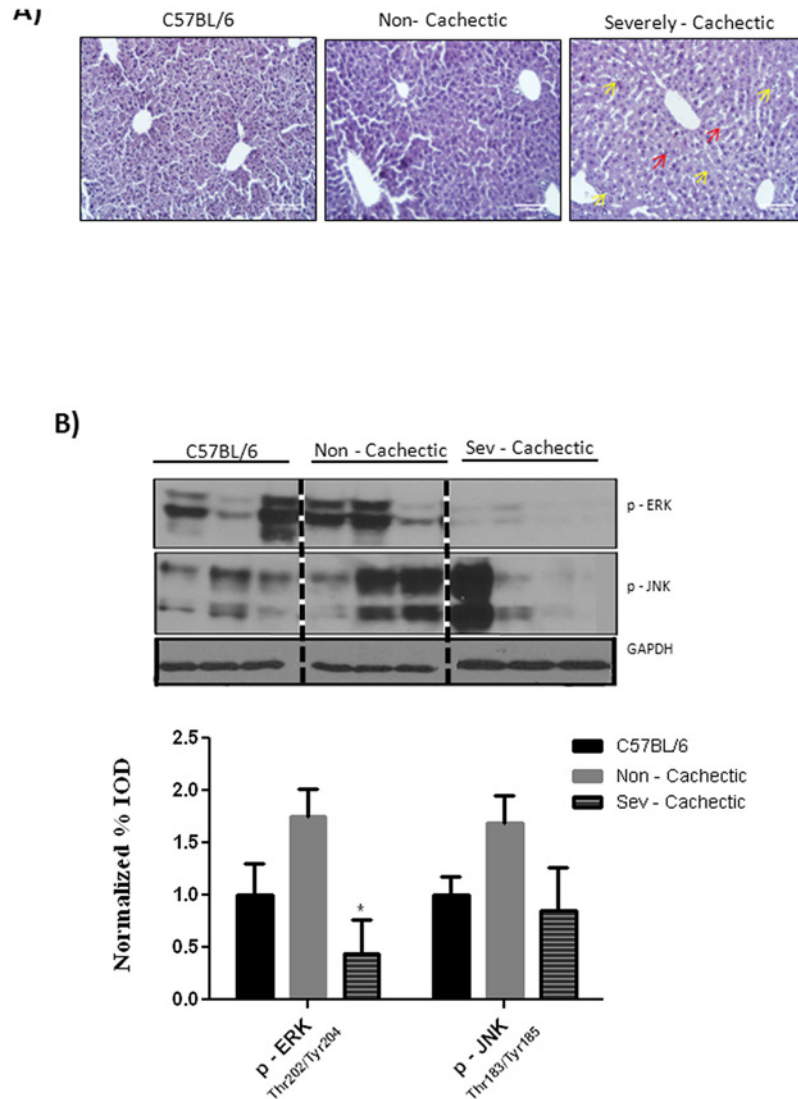 A)
C57BL/6
Non- Cachectic
Severely - Cachectic
B)
C57BL/6
Non - Cachectic
Sev - Cachectic
p - ERK
p - JNK
GAPDH
Normalized % IOD
2.5
2.0
1.5
1.0
0.5
0.0
*
C57BL/6
Non - Cachectic
Sev - Cachectic
p - ERK
Thr202/Tyr204
p - JNK
Thr183/Tyr185